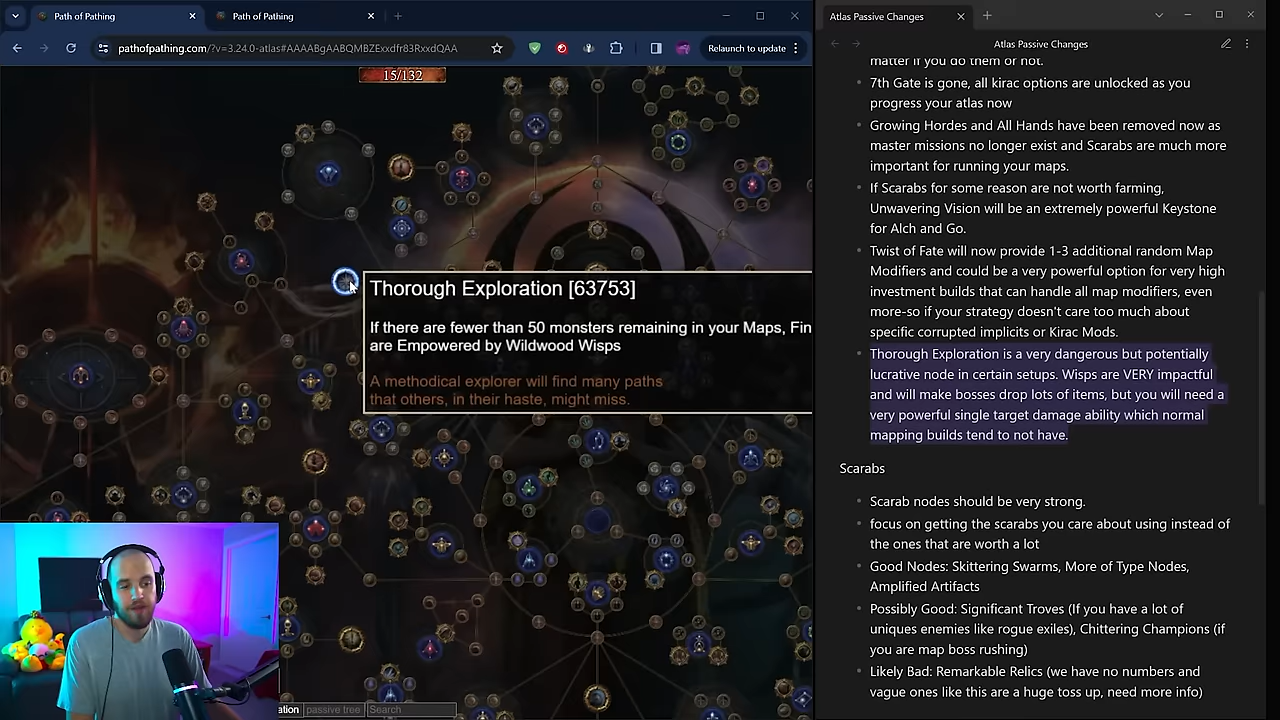 Path of Pathing
Path of Pathing
pathofpathing.com/?v=3.24.0-atlas#AAAABgAABQMBZExxdfr83RxxdQAA
Relaunch to update
15/132
Thorough Exploration [63753]
If there are fewer than 50 monsters remaining in your Maps, Fin
are Empowered by Wildwood Wisps
A methodical explorer will find many paths
that others, in their haste, might miss.
ation
passive tree
Search
Atlas Passive Changes
Atlas Passive Changes
matter if you do them or not.
7th Gate is gone, all kirac options are unlocked as you
progress your atlas now
Growing Hordes and All Hands have been removed now as
master missions no longer exist and Scarabs are much more
important for running your maps.
If Scarabs for some reason are not worth farming,
Unwavering Vision will be an extremely powerful Keystone
for Alch and Go.
Twist of Fate will now provide 1-3 additional random Map
Modifiers and could be a very powerful option for very high
investment builds that can handle all map modifiers, even
more-so if your strategy doesn't care too much about
specific corrupted implicits or Kirac Mods.
Thorough Exploration is a very dangerous but potentially
lucrative node in certain setups. Wisps are VERY impactful
and will make bosses drop lots of items, but you will need a
very powerful single target damage ability which normal
mapping builds tend to not have.
Scarabs
Scarab nodes should be very strong.
focus on getting the scarabs you care about using instead of
the ones that are worth a lot
Good Nodes: Skittering Swarms, More of Type Nodes,
Amplified Artifacts
Possibly Good: Significant Troves (If you have a lot of
unique enemies like rogue exiles), Chittering Champions (if
you are map boss rushing)
Likely Bad: Remarkable Relics (we have no numbers and
vague ones like this are a huge toss up, need more info)